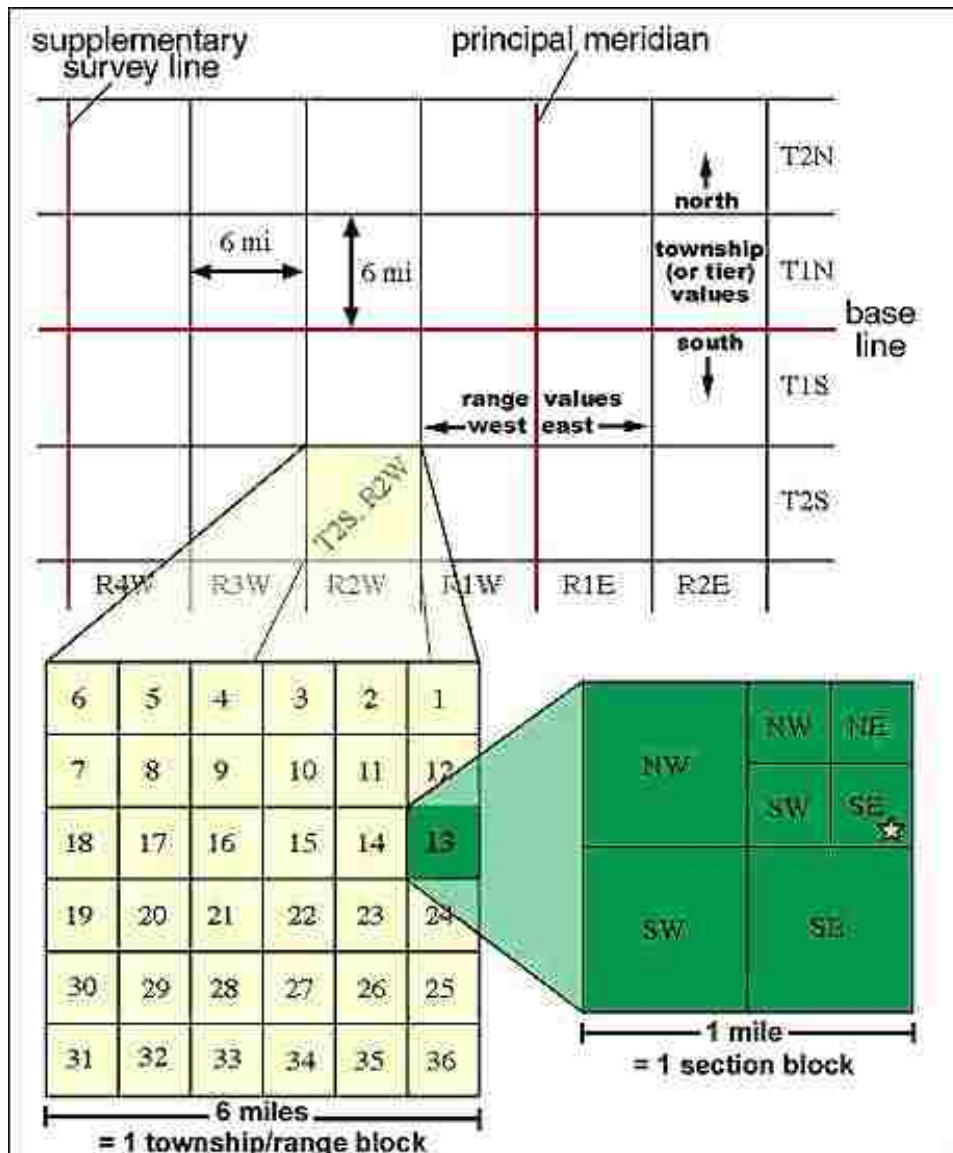 supplementary
survey line
principal meridian
T2N
north
6 mi
6 mi
township
(or tier)
values
T1N
base
line
south
T1S
range values
west east
T2S, R2W
T2S
R4W R3W R2W R1W R1E R2E
6 5 4 3 2 1
7 8 9 10 11 12
18 17 16 15 14 13
19 20 21 22 23 24
30 29 28 27 26 25
31 32 33 34 35 36
6 miles
= 1 township/range block
NW NW NE
SW SE
SW SE
1 mile
= 1 section block